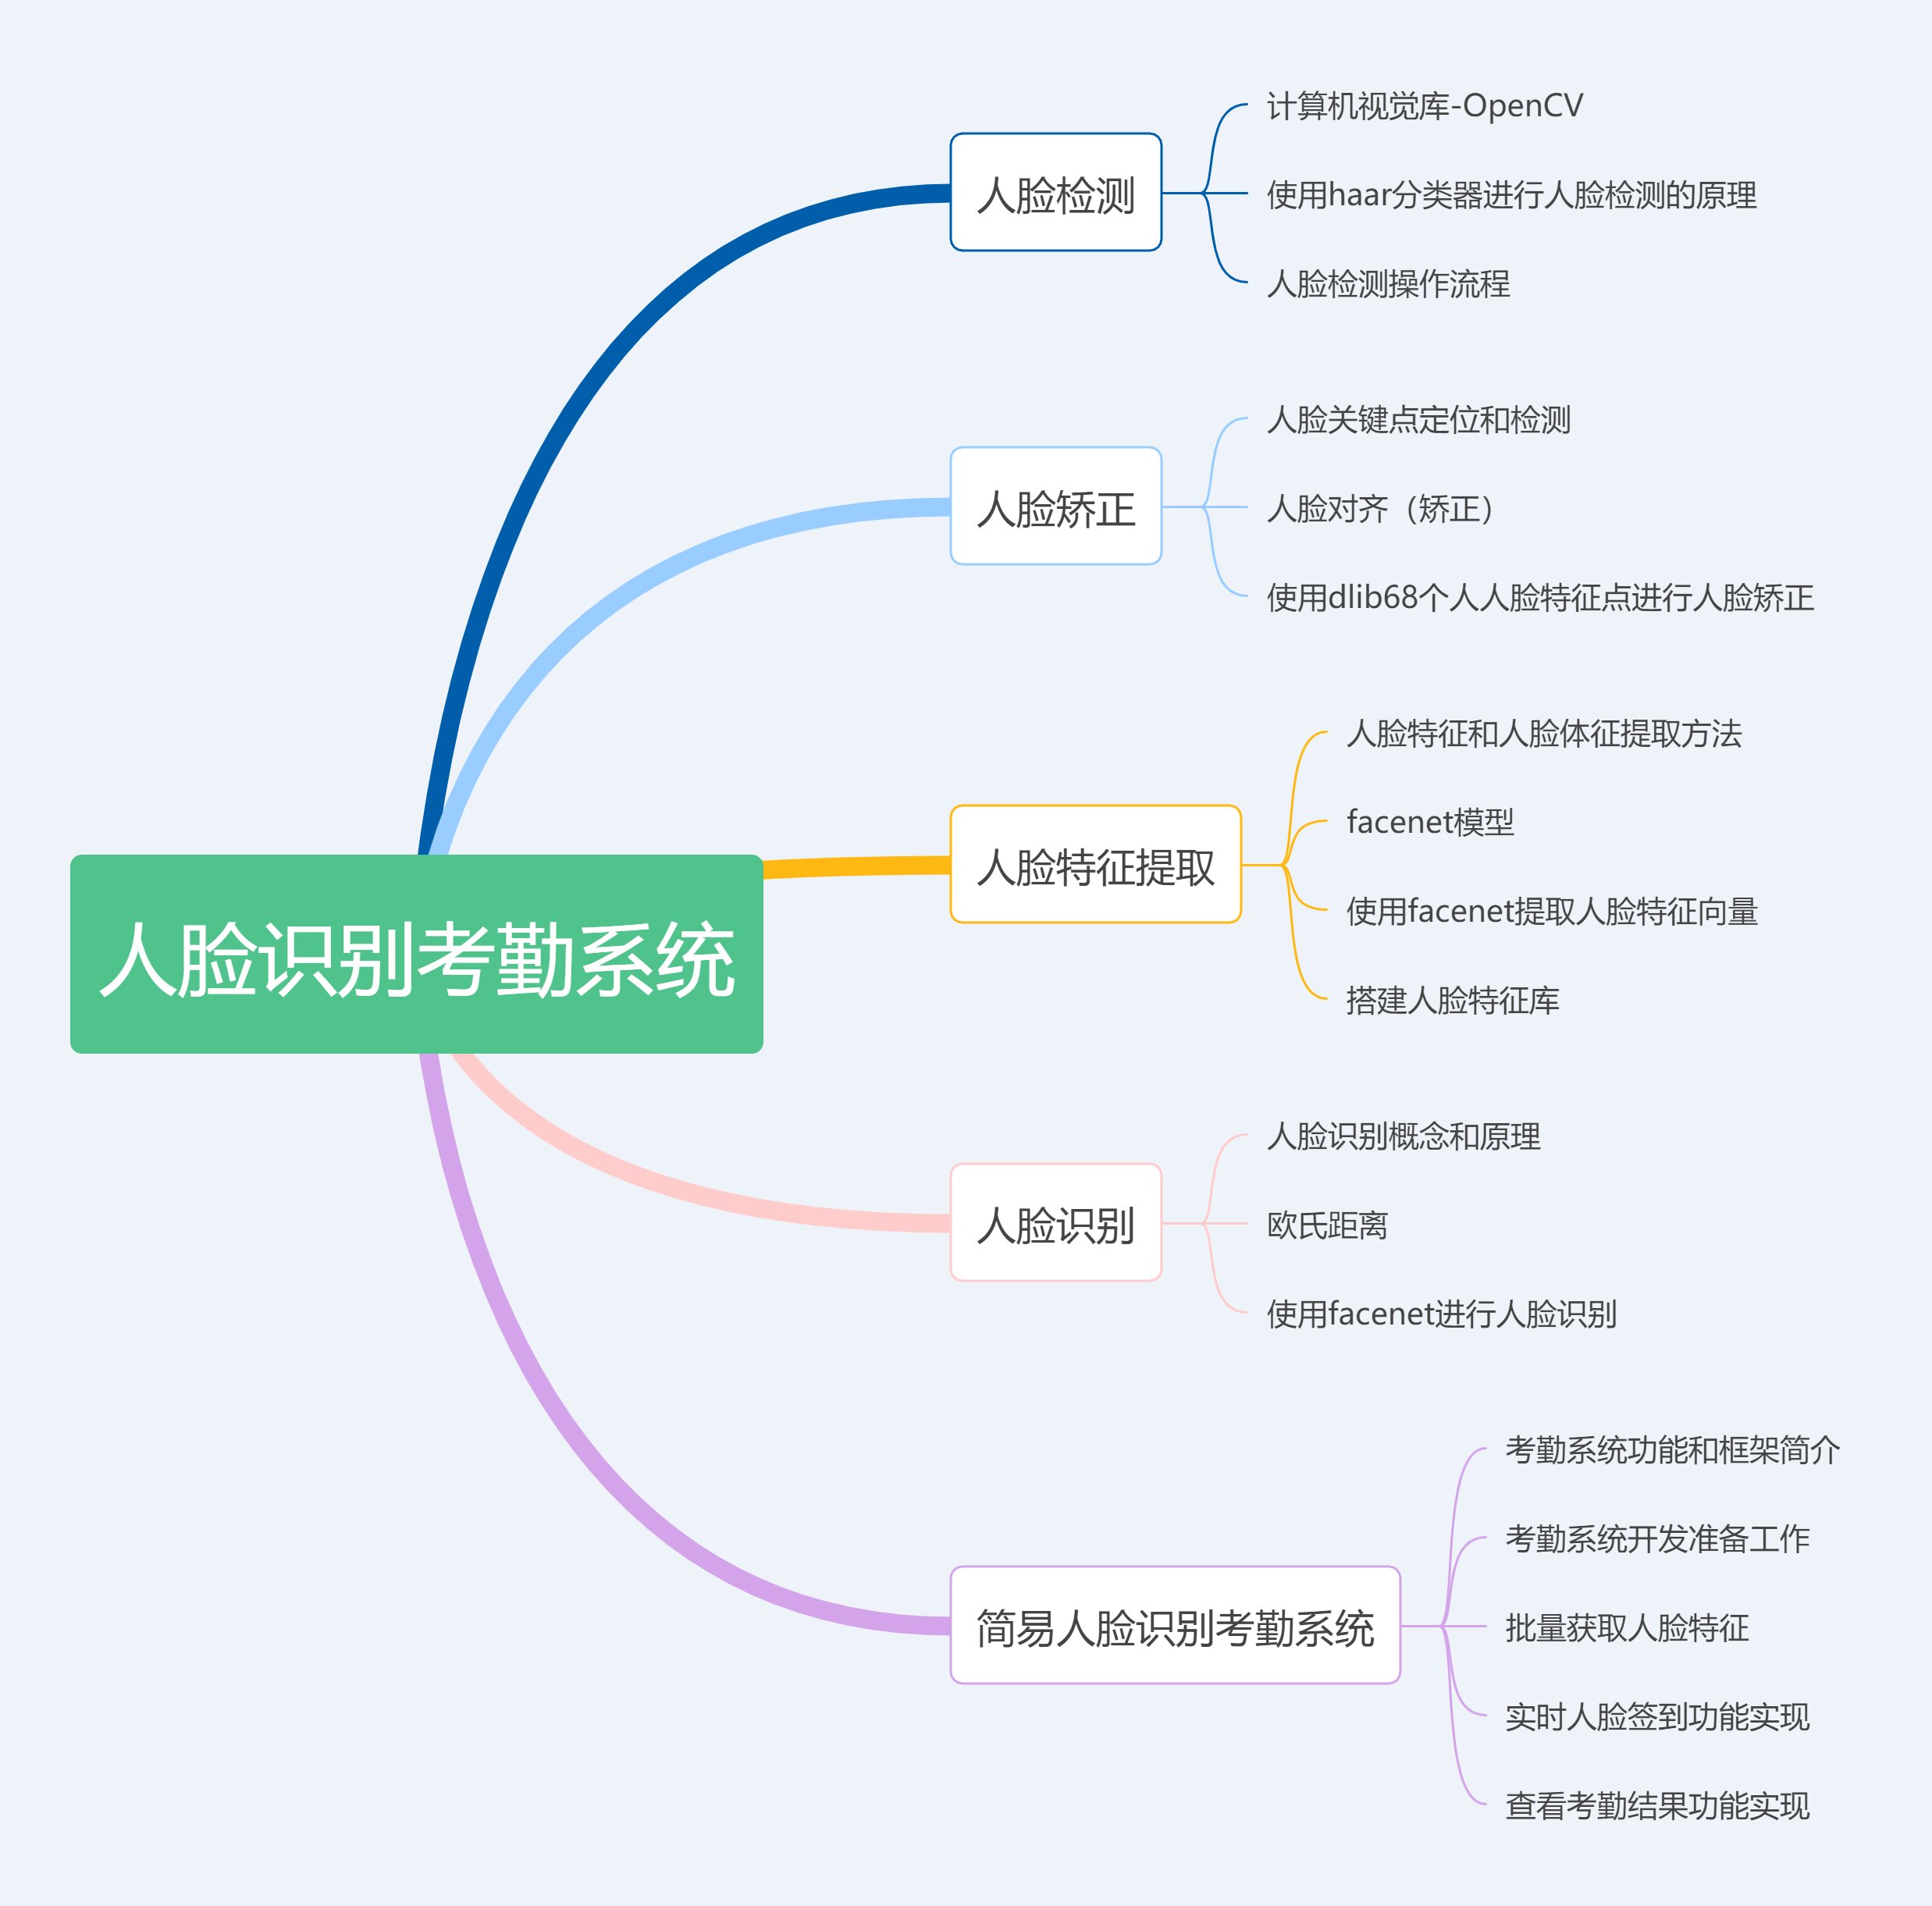 人脸识别考勤系统
人脸检测
计算机视觉库-OpenCV
使用haar分类器进行人脸检测的原理
人脸检测操作流程
人脸矫正
人脸关键点定位和检测
人脸对齐（矫正）
使用dlib68个人人脸特征点进行人脸矫正
人脸特征提取
人脸特征和人脸体征提取方法
facenet模型
使用facenet提取人脸特征向量
搭建人脸特征库
人脸识别
人脸识别概念和原理
欧氏距离
使用facenet进行人脸识别
简易人脸识别考勤系统
考勤系统功能和框架简介
考勤系统开发准备工作
批量获取人脸特征
实时人脸签到功能实现
查看考勤结果功能实现